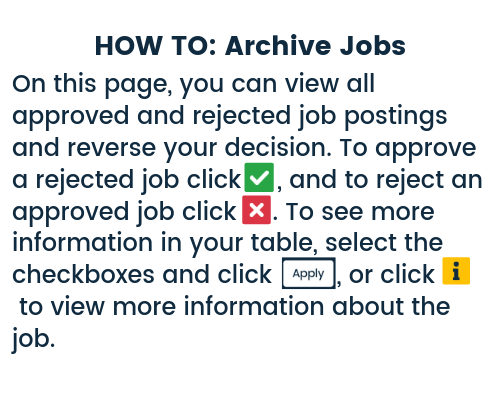 HOW TO: Archive Jobs
On this page, you can view all
approved and rejected job postings
and reverse your decision. To approve
a rejected job click ✓, and to reject an
approved job click ✕. To see more
information in your table, select the
checkboxes and click Apply, or click i
to view more information about the
job.